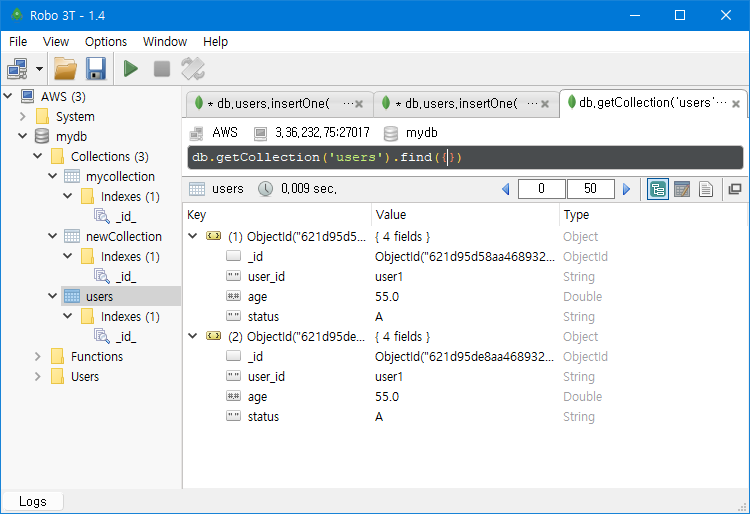 Robo 3T - 1.4
File View Options Window Help
AWS (3)
System
mydb
Collections (3)
mycollection
Indexes (1)
_id_
newCollection
Indexes (1)
_id_
users
Indexes (1)
_id_
Functions
Users
* db.users.insertOne( ⋯ * db.users.insertOne( ⋯ db.getCollection('users'⋯
AWS 3.36.232.75:27017 mydb
db.getCollection('users').find({})
users 0.009 sec. 0 50
Key Value Type
(1) ObjectId("621d95d5... { 4 fields } Object
_id ObjectId("621d95d58aa468932... ObjectId
user_id user1 String
age 55.0 Double
status A String
(2) ObjectId("621d95de... { 4 fields } Object
_id ObjectId("621d95de8aa468932... ObjectId
user_id user1 String
age 55.0 Double
status A String
Logs